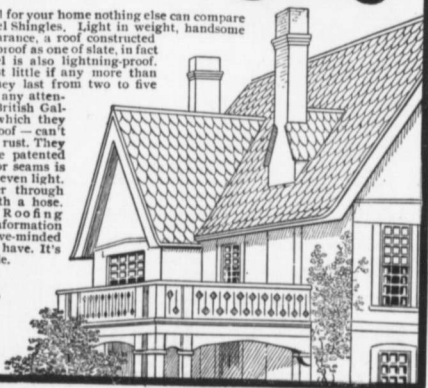 for your home nothing else can compare
el Shingles. Light in weight, handsome
arance, a roof constructed
proof as one of slate, in fact
l is also lightning-proof.
t little if any more than
ey last from two to five
any atten-
British Gal-
which they
oof — can't
rust. They
e patented
or seams is
even light.
r through
th a hose.
Roofing
nformation
ve-minded
have. It's
e.